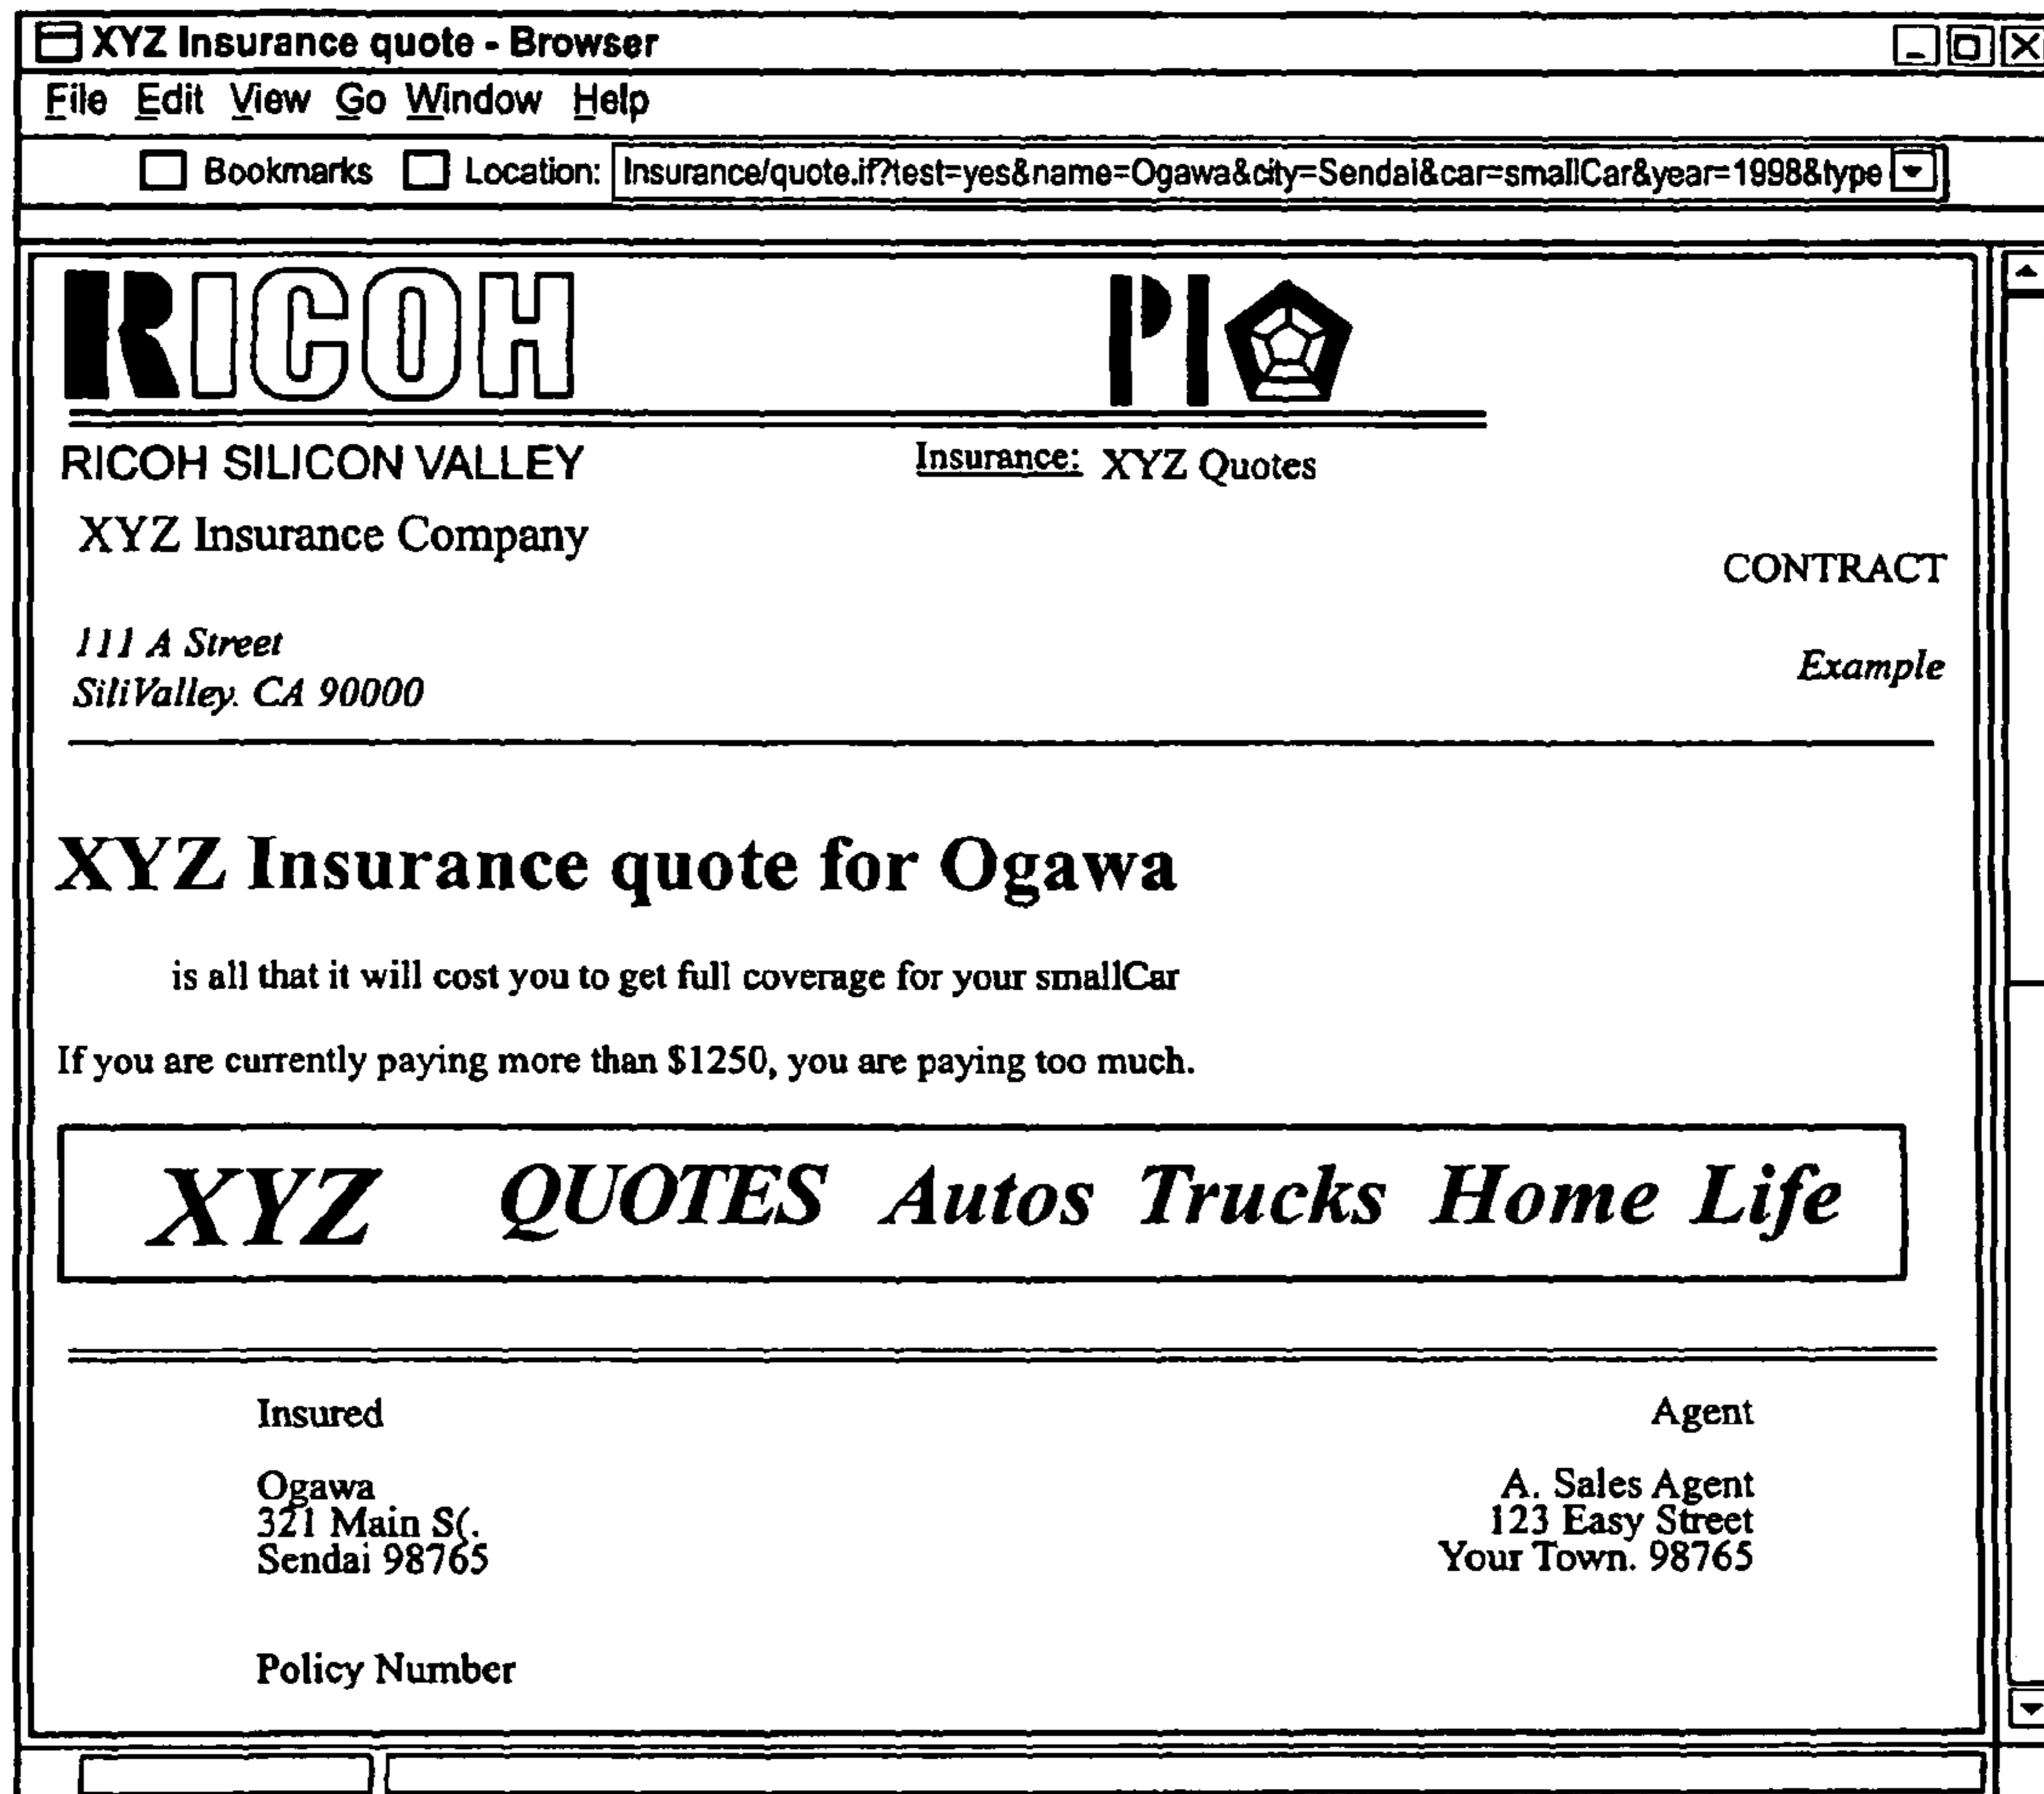 XYZ Insurance quote - Browser
File Edit View Go Window Help
Bookmarks Location: Insurance/quote.if?test=yes&name=Ogawa&city=Sendai&car=smallCar&year=1998&type
RICOH PI
RICOH SILICON VALLEY Insurance: XYZ Quotes
XYZ Insurance Company
CONTRACT
111 A Street
Example
SiliValley. CA 90000
XYZ Insurance quote for Ogawa
is all that it will cost you to get full coverage for your smallCar
If you are currently paying more than $1250, you are paying too much.
XYZ QUOTES Autos Trucks Home Life
Insured Agent
Ogawa A. Sales Agent
321 Main S(. 123 Easy Street
Sendai 98765 Your Town. 98765
Policy Number